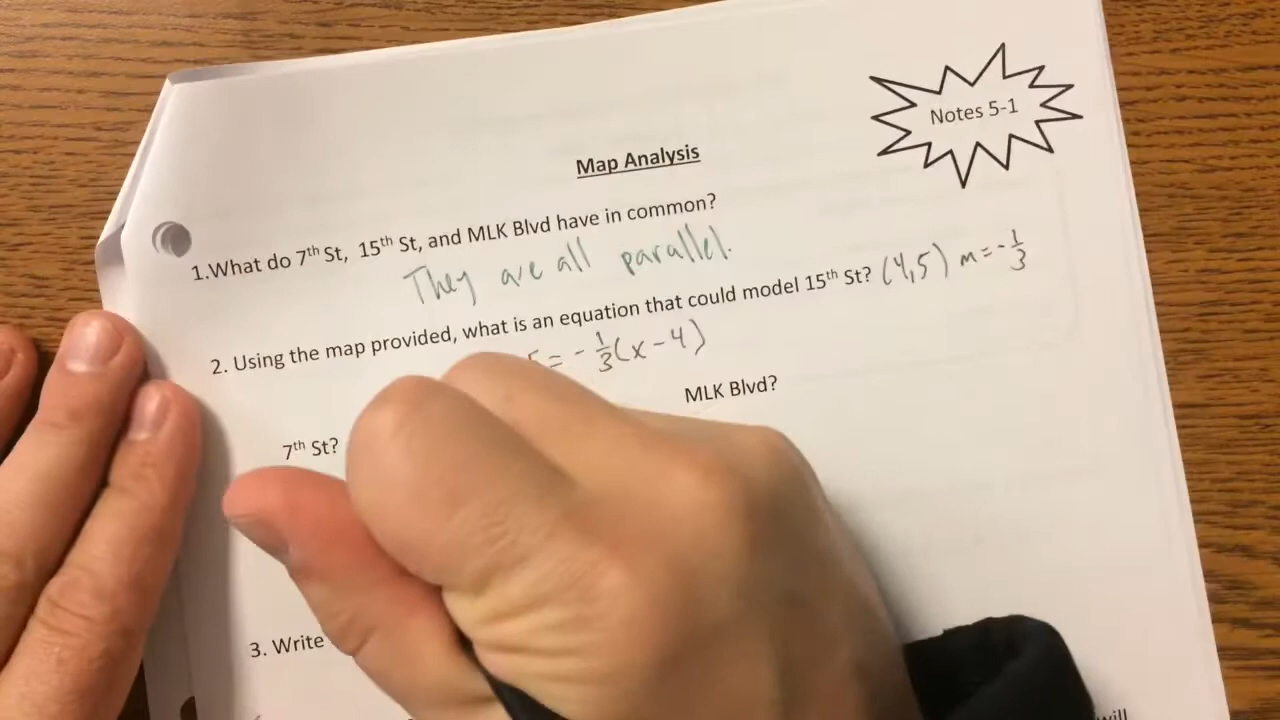 Notes 5-1
Map Analysis
1.What do 7th St, 15th St, and MLK Blvd have in common?
They are all parallel.
2. Using the map provided, what is an equation that could model 15th St? (4,5) m = -1/3
= -1/3(x-4)
MLK Blvd?
7th St?
3. Write
will